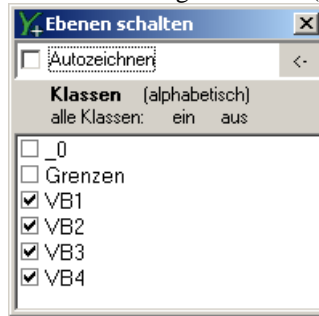 Ebenen schalten
Autozeichnen <-
Klassen (alphabetisch)
alle Klassen: ein aus
_0
Grenzen
VB1
VB2
VB3
VB4